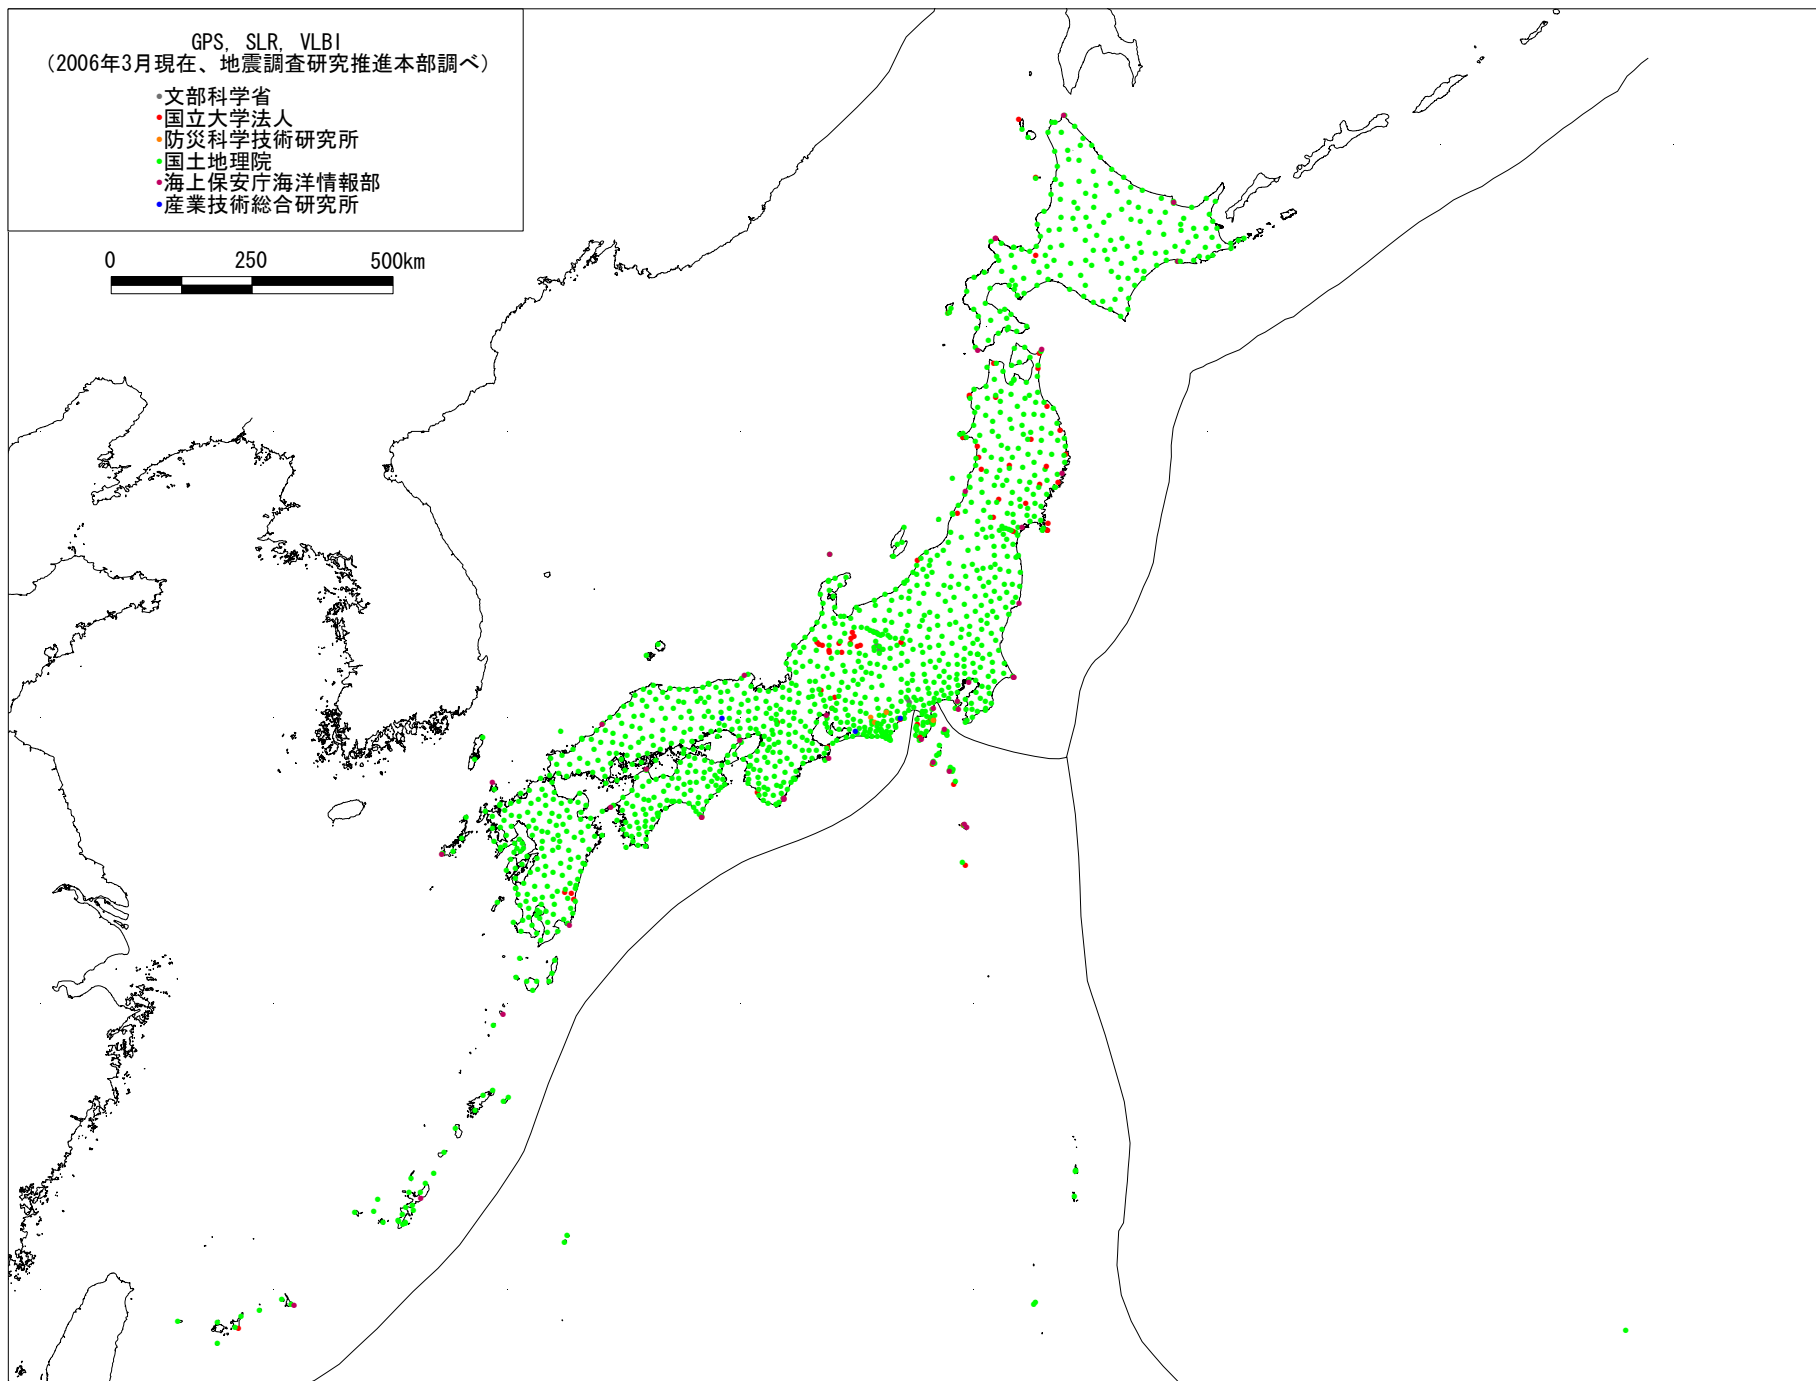 GPS, SLR, VLBI
（2006年3月現在、地震調査研究推進本部調べ）
文部科学省
国立大学法人
防災科学技術研究所
国土地理院
海上保安庁海洋情報部
産業技術総合研究所
0 250 500km